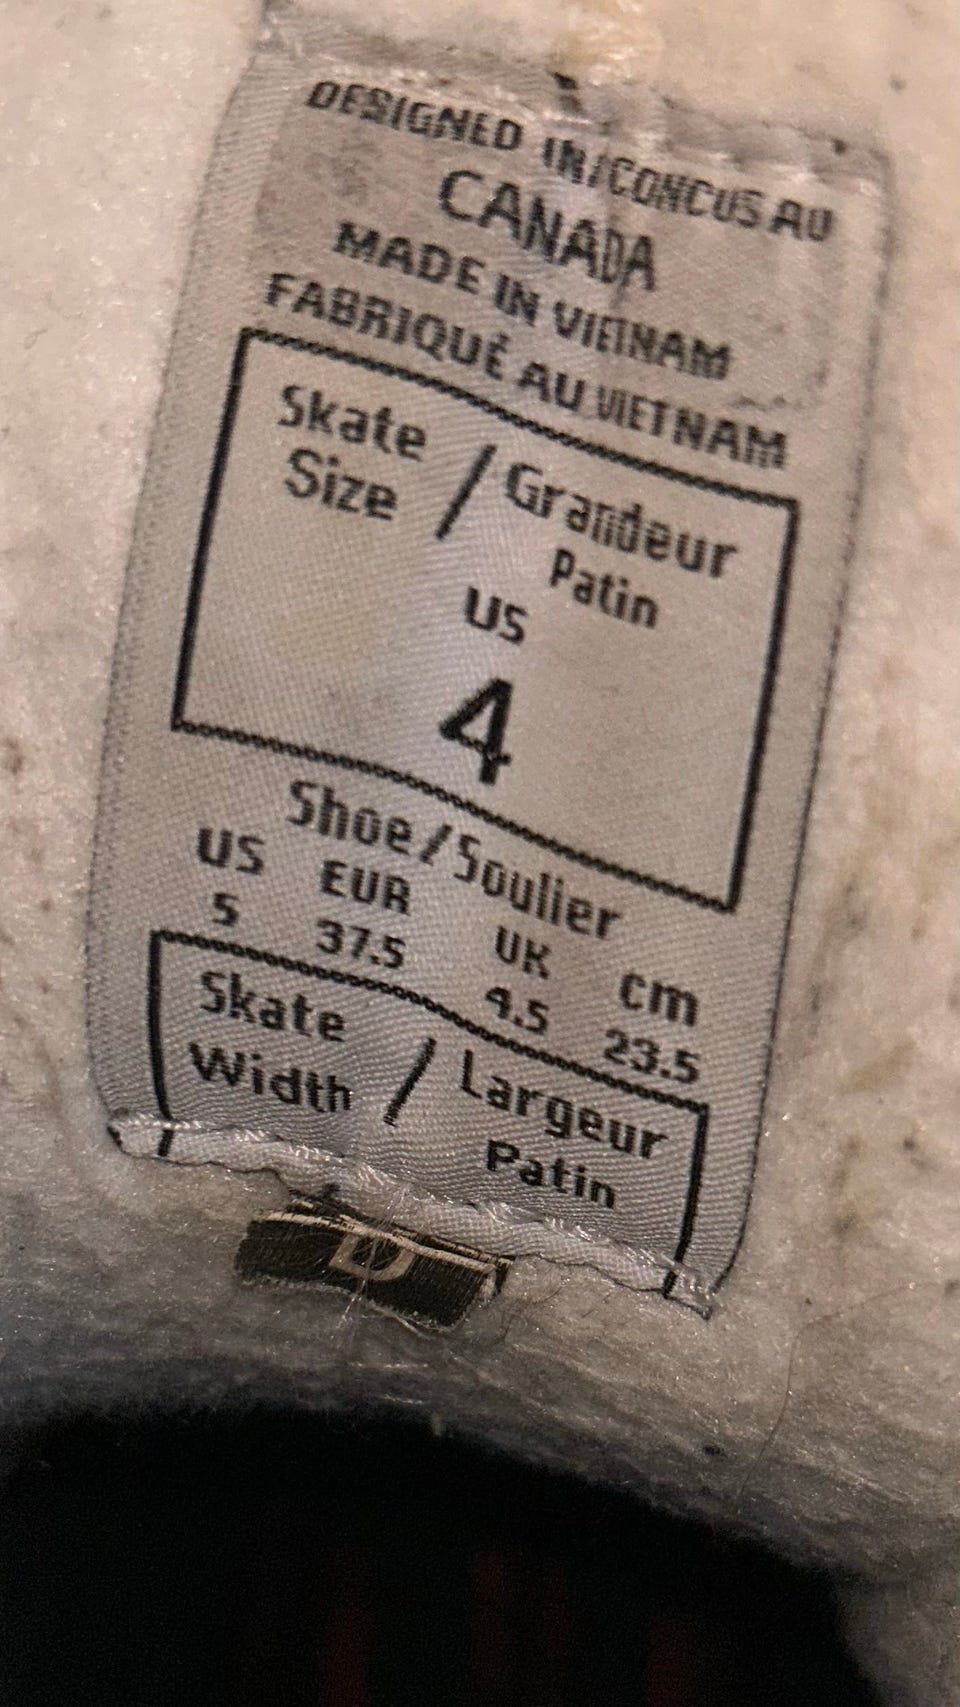 DESIGNED IN/CONCUS AU
CANADA
MADE IN VIETNAM
FABRIQUÉ AU VIETNAM
Skate Size / Grandeur Patin
US
4
Shoe/Soulier
US EUR UK cm
5 37.5 4.5 23.5
Skate Width / Largeur Patin
D